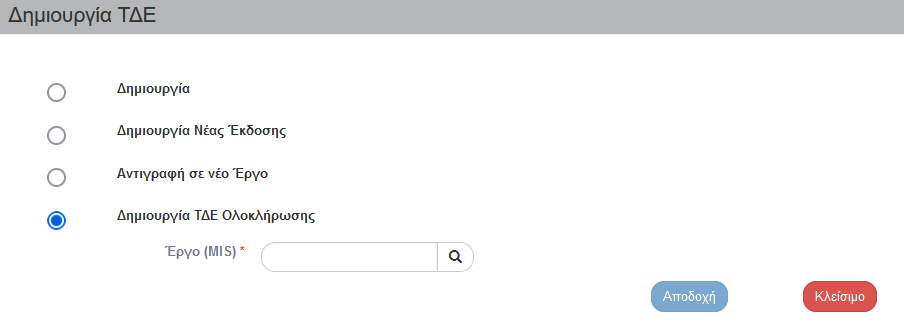 Δημιουργία ΤΔΕ
Δημιουργία
Δημιουργία Νέας Έκδοσης
Αντιγραφή σε νέο Έργο
Δημιουργία ΤΔΕ Ολοκλήρωσης
Έργο (MIS) *
Αποδοχή Κλείσιμο